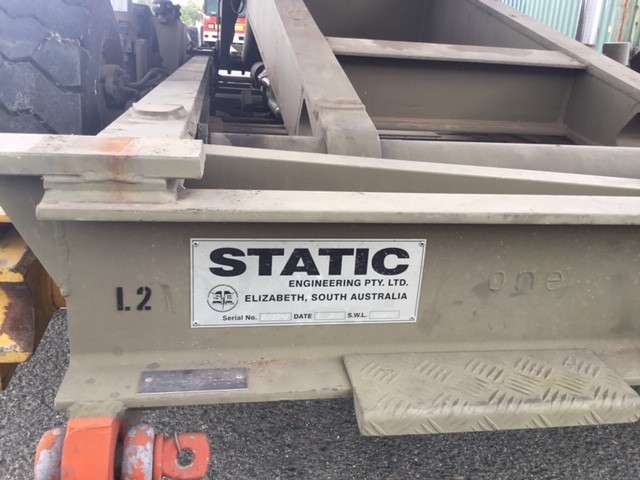 STATIC
ENGINEERING PTY. LTD.
ELIZABETH, SOUTH AUSTRALIA
Serial No. DATE S.W.L.
L2
one